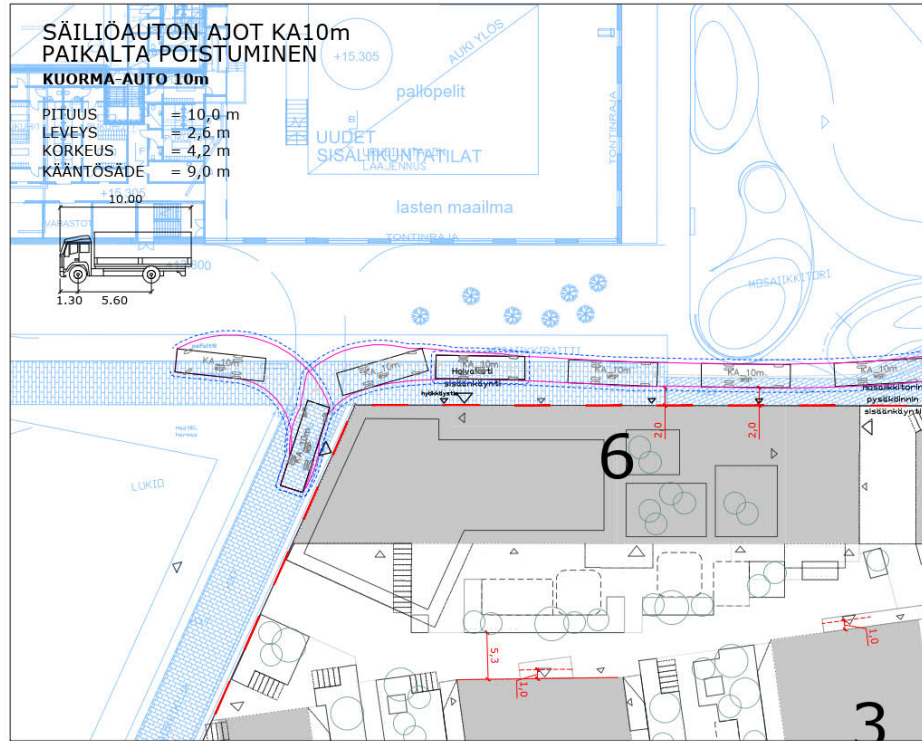 SÄILIÖAUTON AJOT KA10m
PAIKALTA POISTUMINEN
KUORMA-AUTO 10m
PITUUS = 10,0 m
LEVEYS = 2,6 m
KORKEUS = 4,2 m
KÄÄNTÖSÄDE = 9,0 m
10.00
1.30 5.60
+15.305
VARASTOT
+15.305
AUKI YLÖS
pallopelit
B
F
UUDET
SISÄLIIKUNTATILAT
LAAJENNUS
lasten maailma
TONTINRAJA
TONTINRAJA
MOSAIIKKITORI
KA_10m
KA_10m
KA_10m
KA_10m
KA_10m
KA_10m
KA_10m
Hoivakoti
sisäänkäynti
Mosaiikkitorin
pysäköinnin
sisäänkäynti
2,0
2,0
6
LUKIO
5,3
1,0
1,0
3